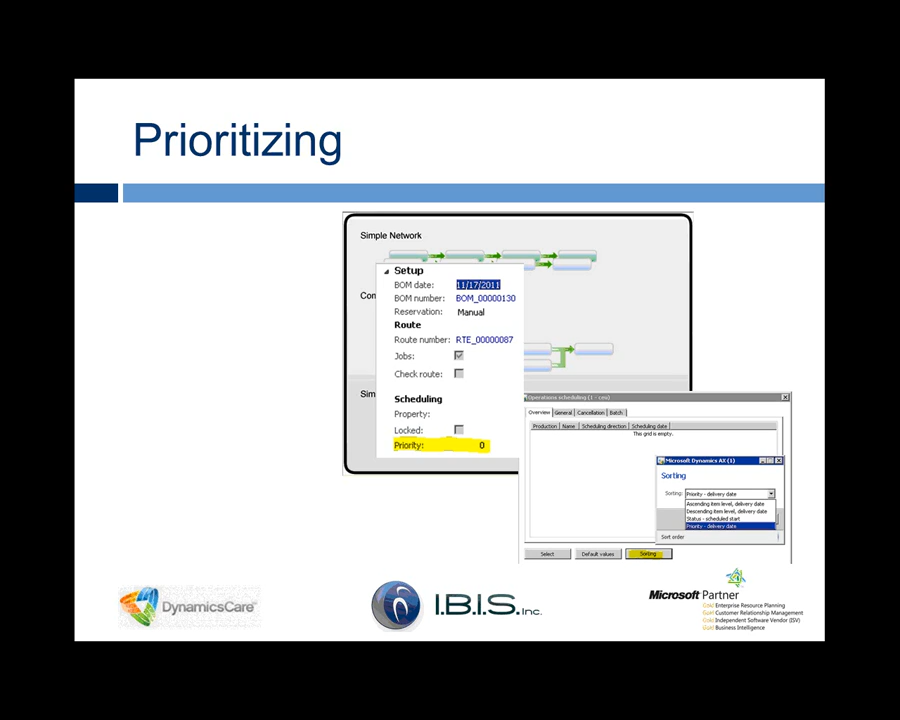 Prioritizing
Simple Network
Setup
BOM date: 11/17/2011
BOM number: BOM_00000130
Com
Reservation: Manual
Route
Route number: RTE_00000087
Jobs:
Check route:
Sim
Scheduling
Property:
Locked:
Priority: 0
Operations scheduling (1 - ceu)
Overview General Cancellation Batch
Production Name Scheduling direction Scheduling date
This grid is empty.
Microsoft Dynamics AX (1)
Sorting
Sorting: Priority - delivery date
Ascending item level, delivery date
Descending item level, delivery date
Status - scheduled start
Priority - delivery date
Sort order
Select Default values Sorting
DynamicsCare
I.B.I.S. Inc.
Microsoft Partner
Gold Enterprise Resource Planning
Gold Customer Relationship Management
Gold Independent Software Vendor (ISV)
Gold Business Intelligence